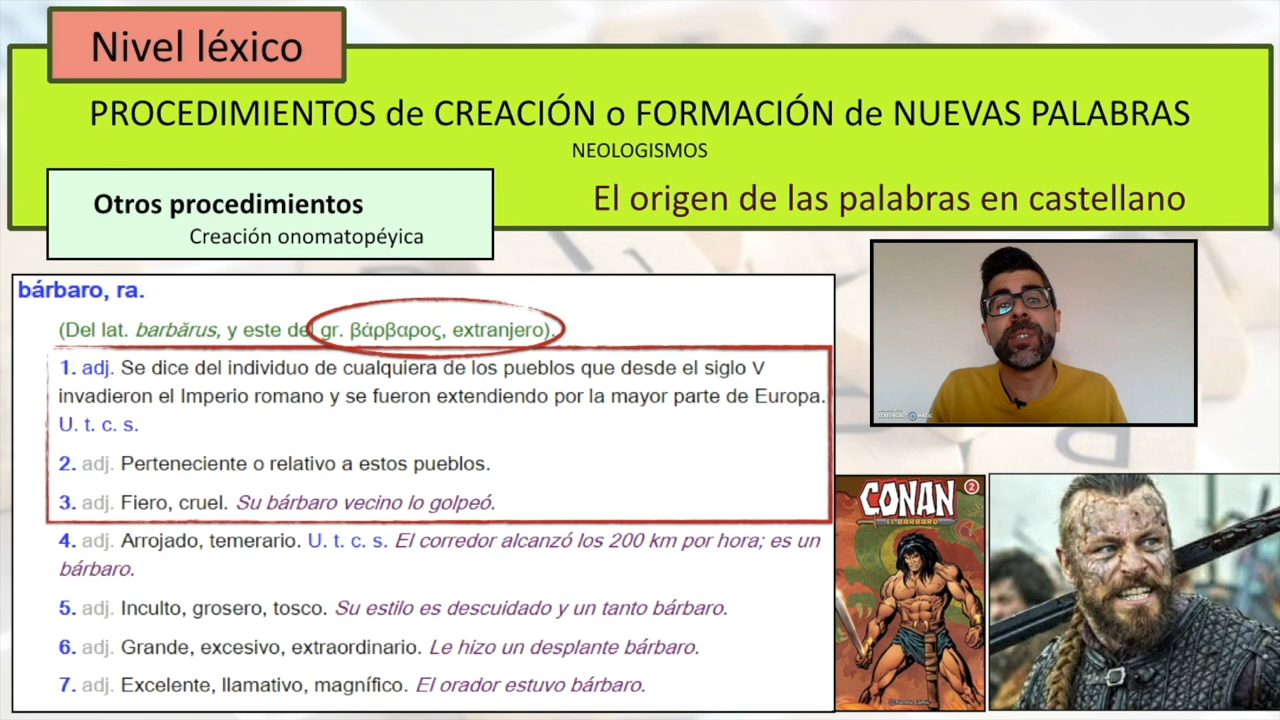 Nivel léxico
PROCEDIMIENTOS de CREACIÓN o FORMACIÓN de NUEVAS PALABRAS
NEOLOGISMOS
Otros procedimientos
Creación onomatopéyica
El origen de las palabras en castellano
bárbaro, ra.
(Del lat. barbărus, y este del gr. βάρβαρος, extranjero).
1. adj. Se dice del individuo de cualquiera de los pueblos que desde el siglo V
invadieron el Imperio romano y se fueron extendiendo por la mayor parte de Europa.
U. t. c. s.
2. adj. Perteneciente o relativo a estos pueblos.
3. adj. Fiero, cruel. Su bárbaro vecino lo golpeó.
4. adj. Arrojado, temerario. U. t. c. s. El corredor alcanzó los 200 km por hora; es un
bárbaro.
5. adj. Inculto, grosero, tosco. Su estilo es descuidado y un tanto bárbaro.
6. adj. Grande, excesivo, extraordinario. Le hizo un desplante bárbaro.
7. adj. Excelente, llamativo, magnífico. El orador estuvo bárbaro.
SCREENCAST MATIC
CONAN
2
EL BÁRBARO
Planeta Cómic